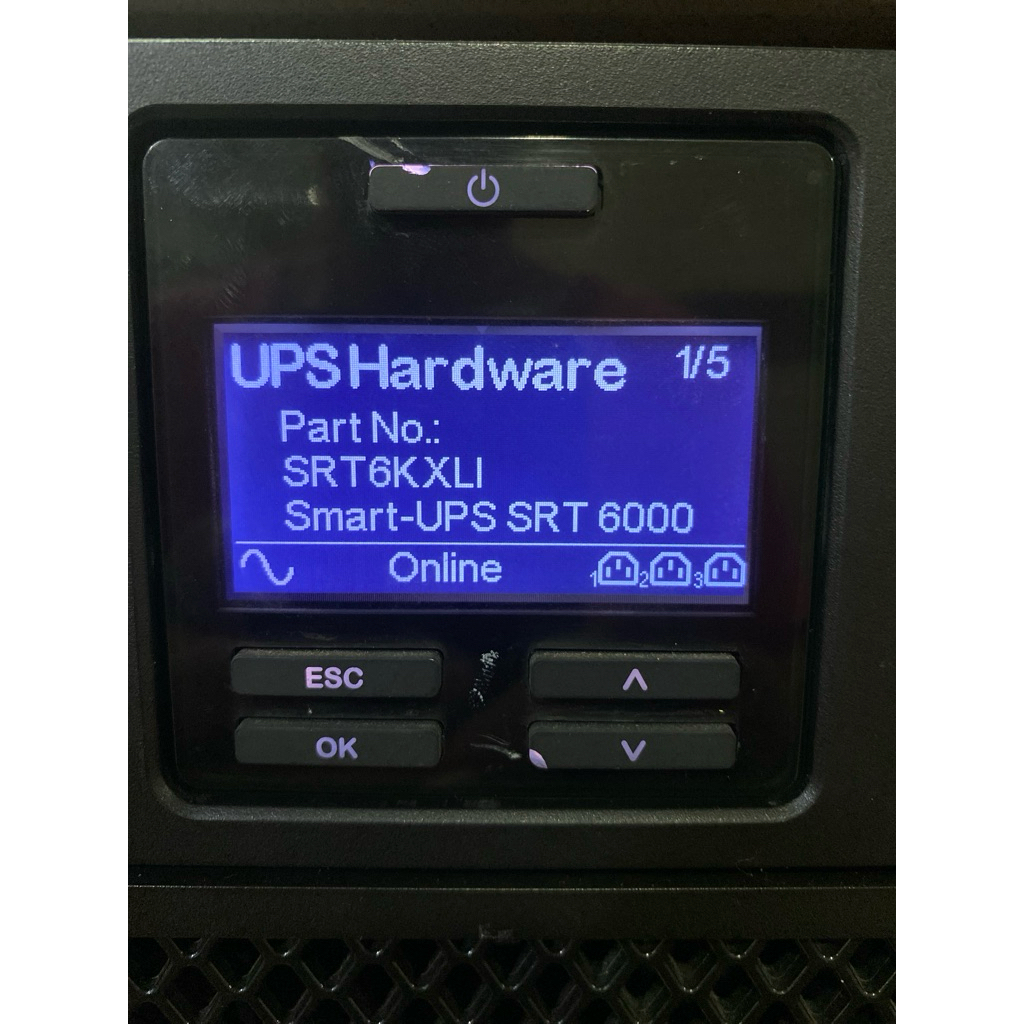 UPS Hardware 1/5
Part No.:
SRT6KXLI
Smart-UPS SRT 6000
Online 1 2 3
ESC
OK